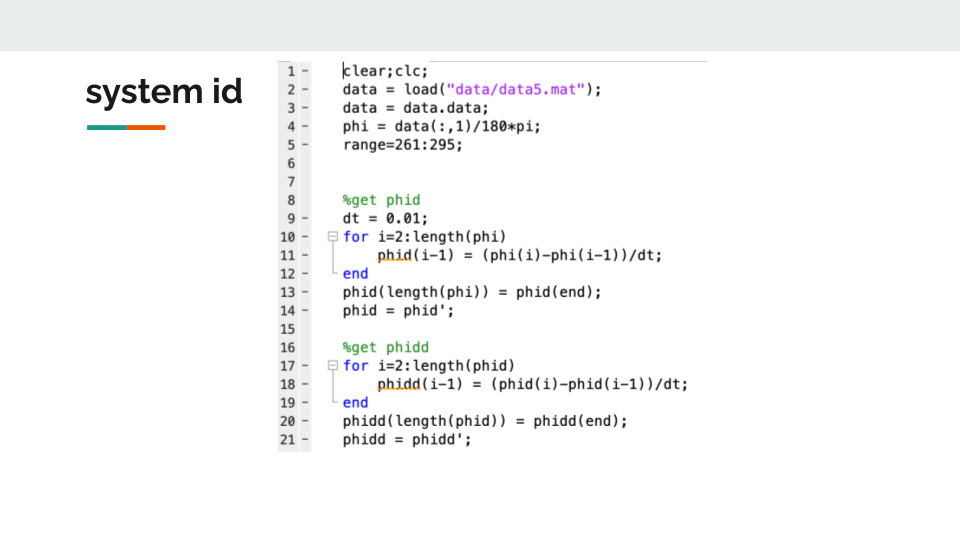 system id
1 - clear;clc;
2 - data = load("data/data5.mat");
3 - data = data.data;
4 - phi = data(:,1)/180*pi;
5 - range=261:295;
6
7
8 %get phid
9 - dt = 0.01;
10 - for i=2:length(phi)
11 - phid(i-1) = (phi(i)-phi(i-1))/dt;
12 - end
13 - phid(length(phi)) = phid(end);
14 - phid = phid';
15
16 %get phidd
17 - for i=2:length(phid)
18 - phidd(i-1) = (phid(i)-phid(i-1))/dt;
19 - end
20 - phidd(length(phid)) = phidd(end);
21 - phidd = phidd';